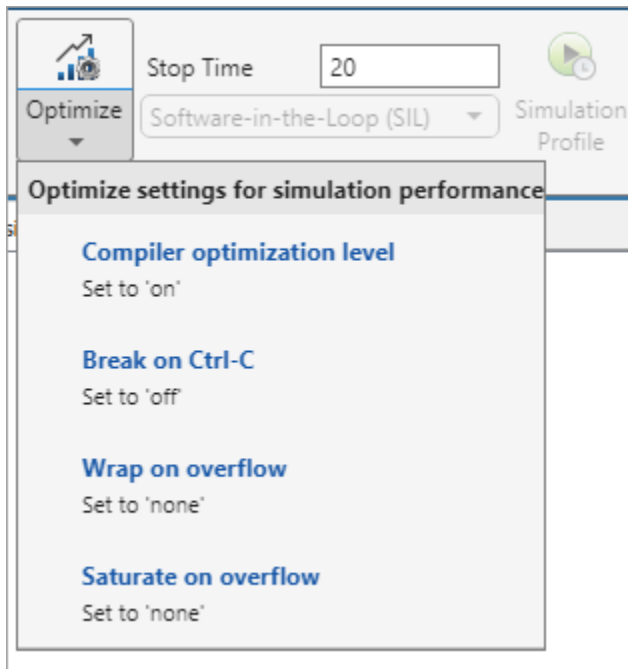 Stop Time 20
Optimize
Software-in-the-Loop (SIL)
Simulation
Profile
Optimize settings for simulation performance
Compiler optimization level
Set to 'on'
Break on Ctrl-C
Set to 'off'
Wrap on overflow
Set to 'none'
Saturate on overflow
Set to 'none'